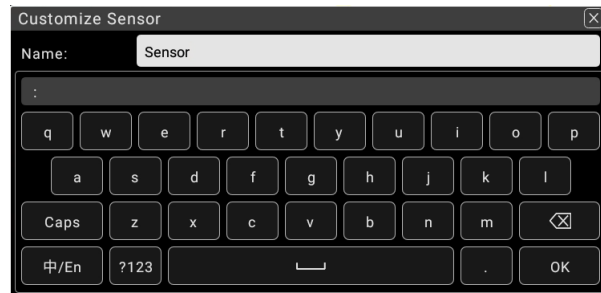 Customize Sensor
Name: Sensor
:
q w e r t y u i o p
a s d f g h j k l
Caps z x c v b n m
中/En ?123 . OK